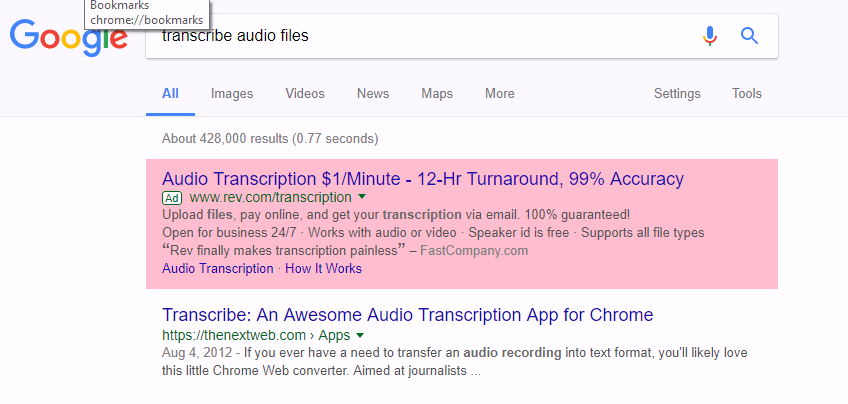 Bookmarks
chrome://bookmarks
Google
transcribe audio files
All Images Videos News Maps More Settings Tools
About 428,000 results (0.77 seconds)
Audio Transcription $1/Minute - 12-Hr Turnaround, 99% Accuracy
Ad www.rev.com/transcription
Upload files, pay online, and get your transcription via email. 100% guaranteed!
Open for business 24/7 · Works with audio or video · Speaker id is free · Supports all file types
“Rev finally makes transcription painless” – FastCompany.com
Audio Transcription · How It Works
Transcribe: An Awesome Audio Transcription App for Chrome
https://thenextweb.com › Apps
Aug 4, 2012 - If you ever have a need to transfer an audio recording into text format, you'll likely love
this little Chrome Web converter. Aimed at journalists ...